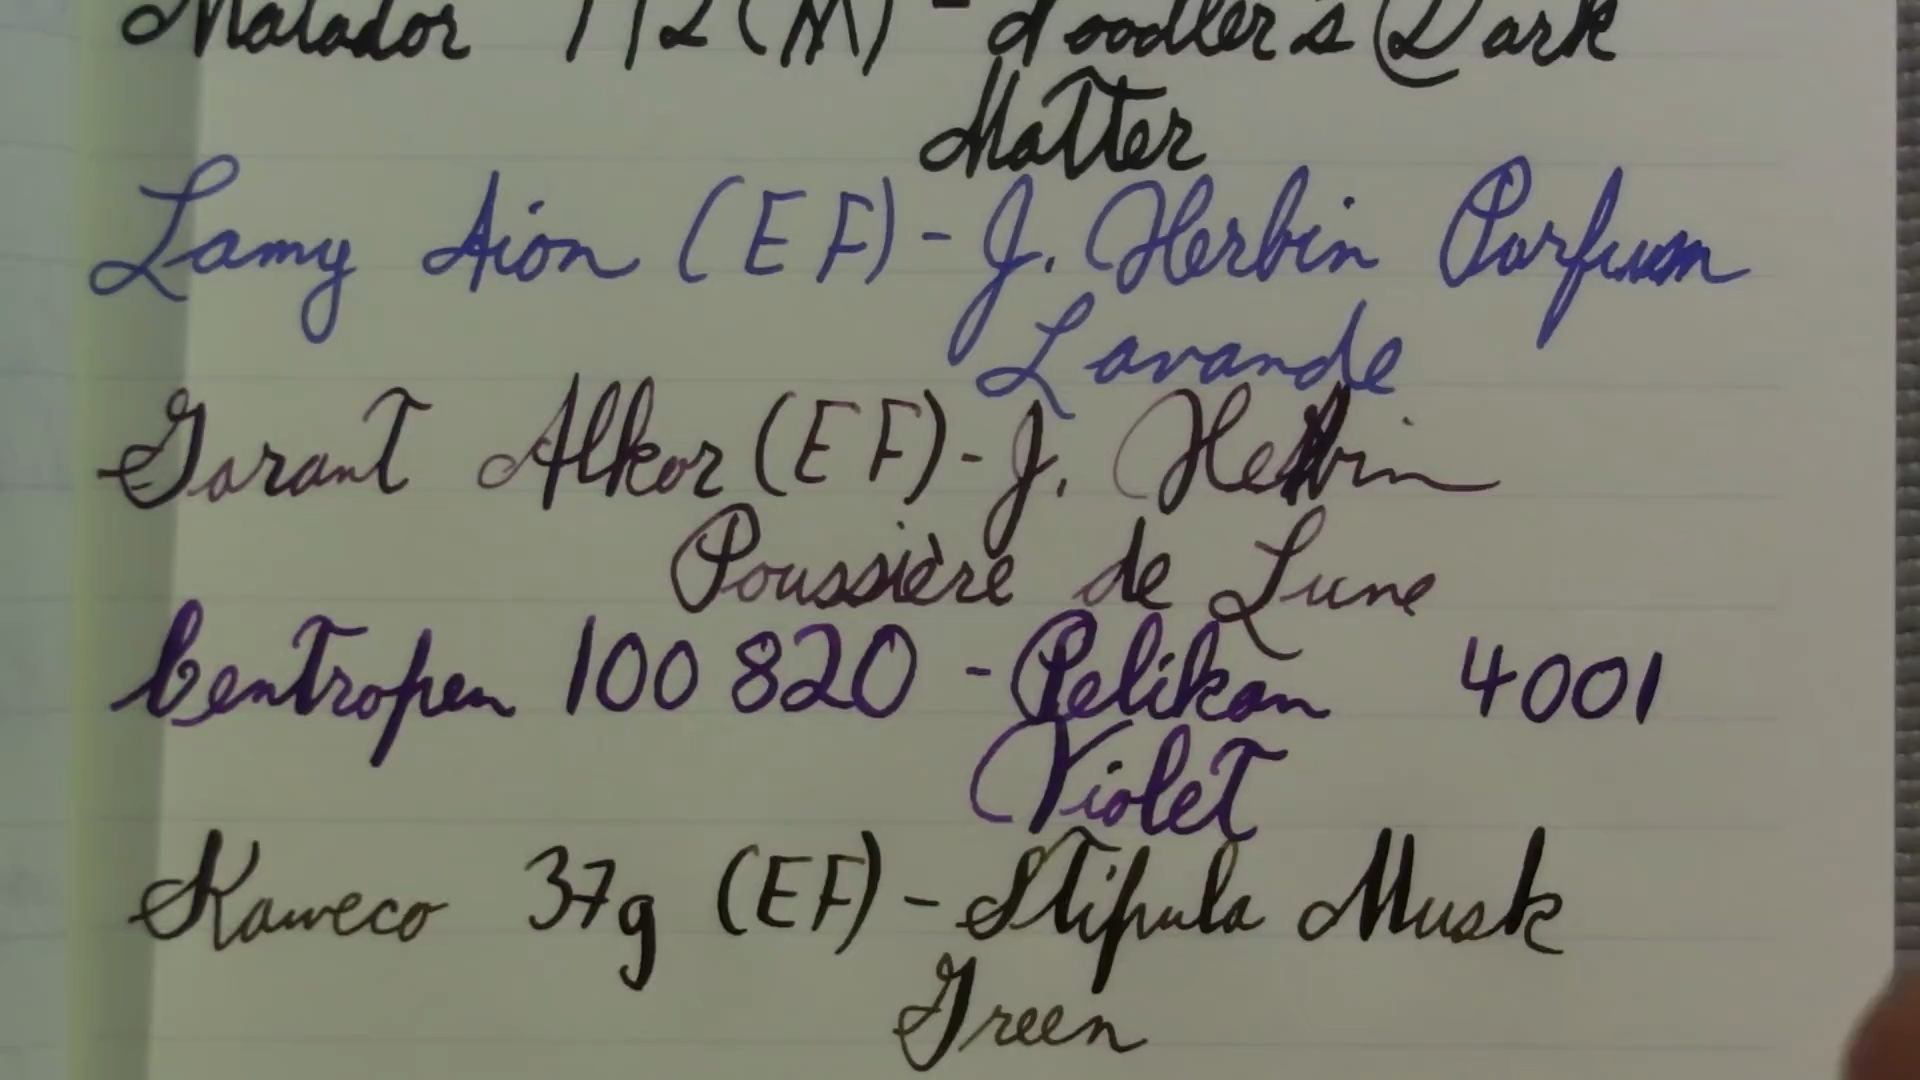 Matador 112 (M) - Noodler's Dark
Matter
Lamy Aion (EF) - J. Herbin Parfum
Lavande
Garant Alkor (EF) - J. Herbin
Poussière de Lune
Centropen 100 820 - Pelikan 4001
Violet
Kaweco 37g (EF) - Stipula Musk
Green